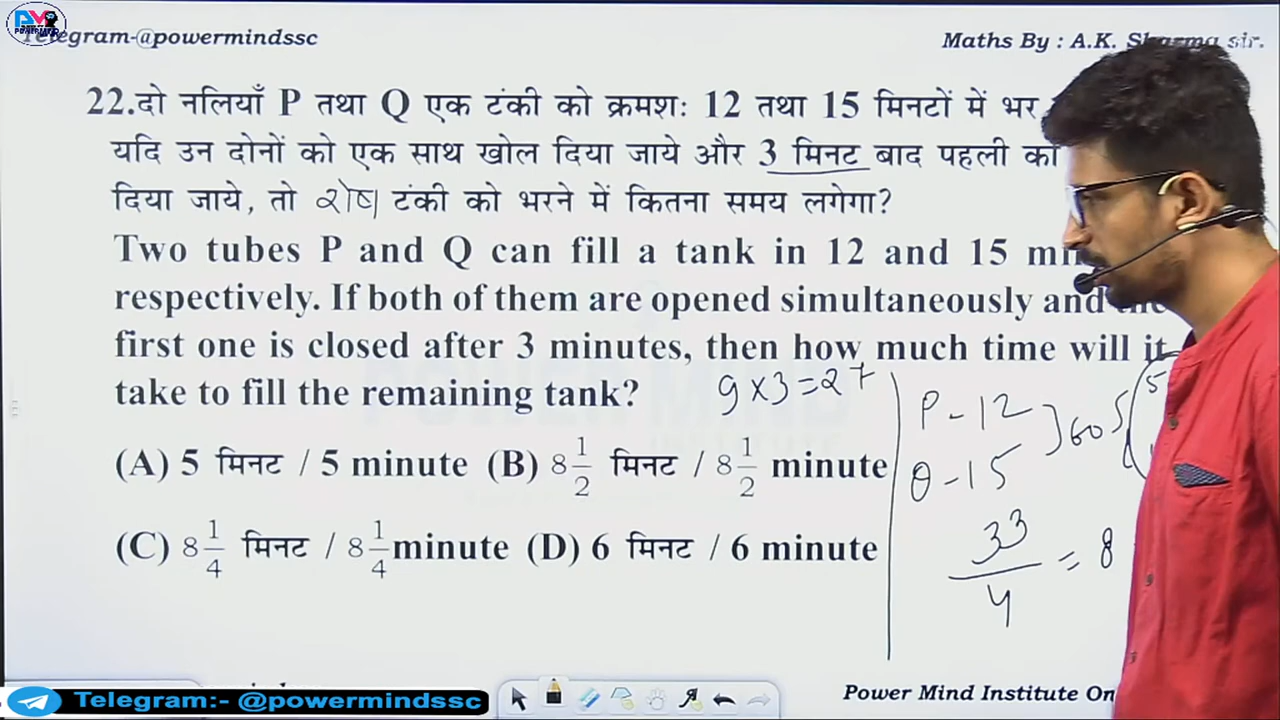 Telegram-@powermindssc
Maths By : A.K. Sharma sir.
22.दो नलियाँ P तथा Q एक टंकी को क्रमशः 12 तथा 15 मिनटों में भर
यदि उन दोनों को एक साथ खोल दिया जाये और 3 मिनट बाद पहली को
दिया जाये, तो शेष टंकी को भरने में कितना समय लगेगा?
Two tubes P and Q can fill a tank in 12 and 15
respectively. If both of them are opened simultaneously and the
first one is closed after 3 minutes, then how much time will it
take to fill the remaining tank?
9 x 3 = 27
(A) 5 मिनट / 5 minute (B) 8 1/2 मिनट / 8 1/2 minute
(C) 8 1/4 मिनट / 8 1/4 minute (D) 6 मिनट / 6 minute
P - 12
60 5
Q - 15
33/4 = 8
Telegram:- @powermindssc
Power Mind Institute On